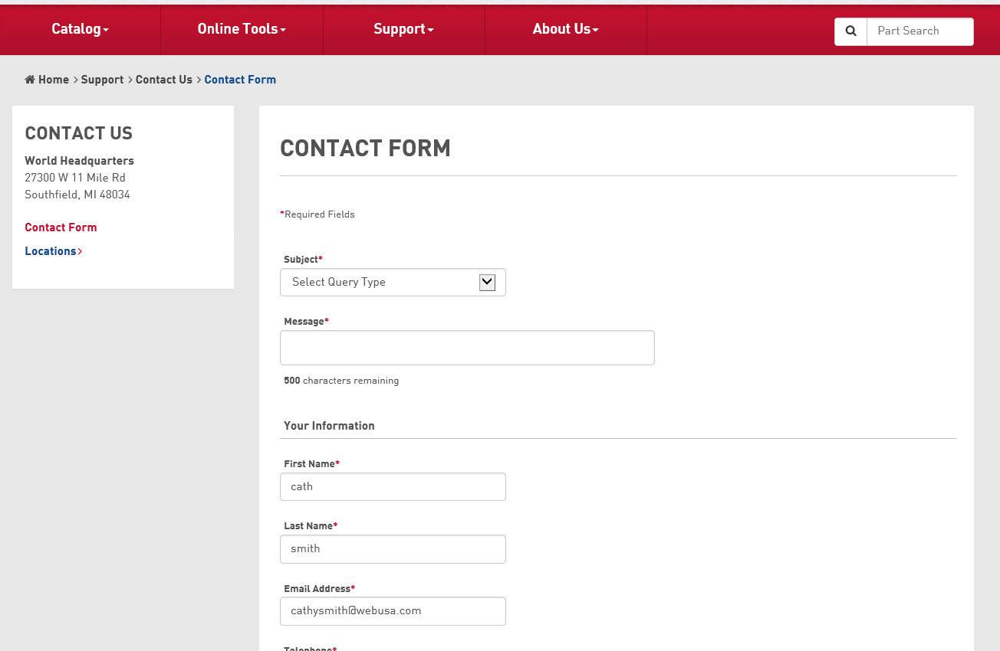 Catalog Online Tools Support About Us Part Search
Home > Support > Contact Us > Contact Form
CONTACT US
World Headquarters
27300 W 11 Mile Rd
Southfield, MI 48034
Contact Form
Locations >
CONTACT FORM
*Required Fields
Subject*
Select Query Type
Message*
500 characters remaining
Your Information
First Name*
cath
Last Name*
smith
Email Address*
cathysmith@webusa.com
Telephone*